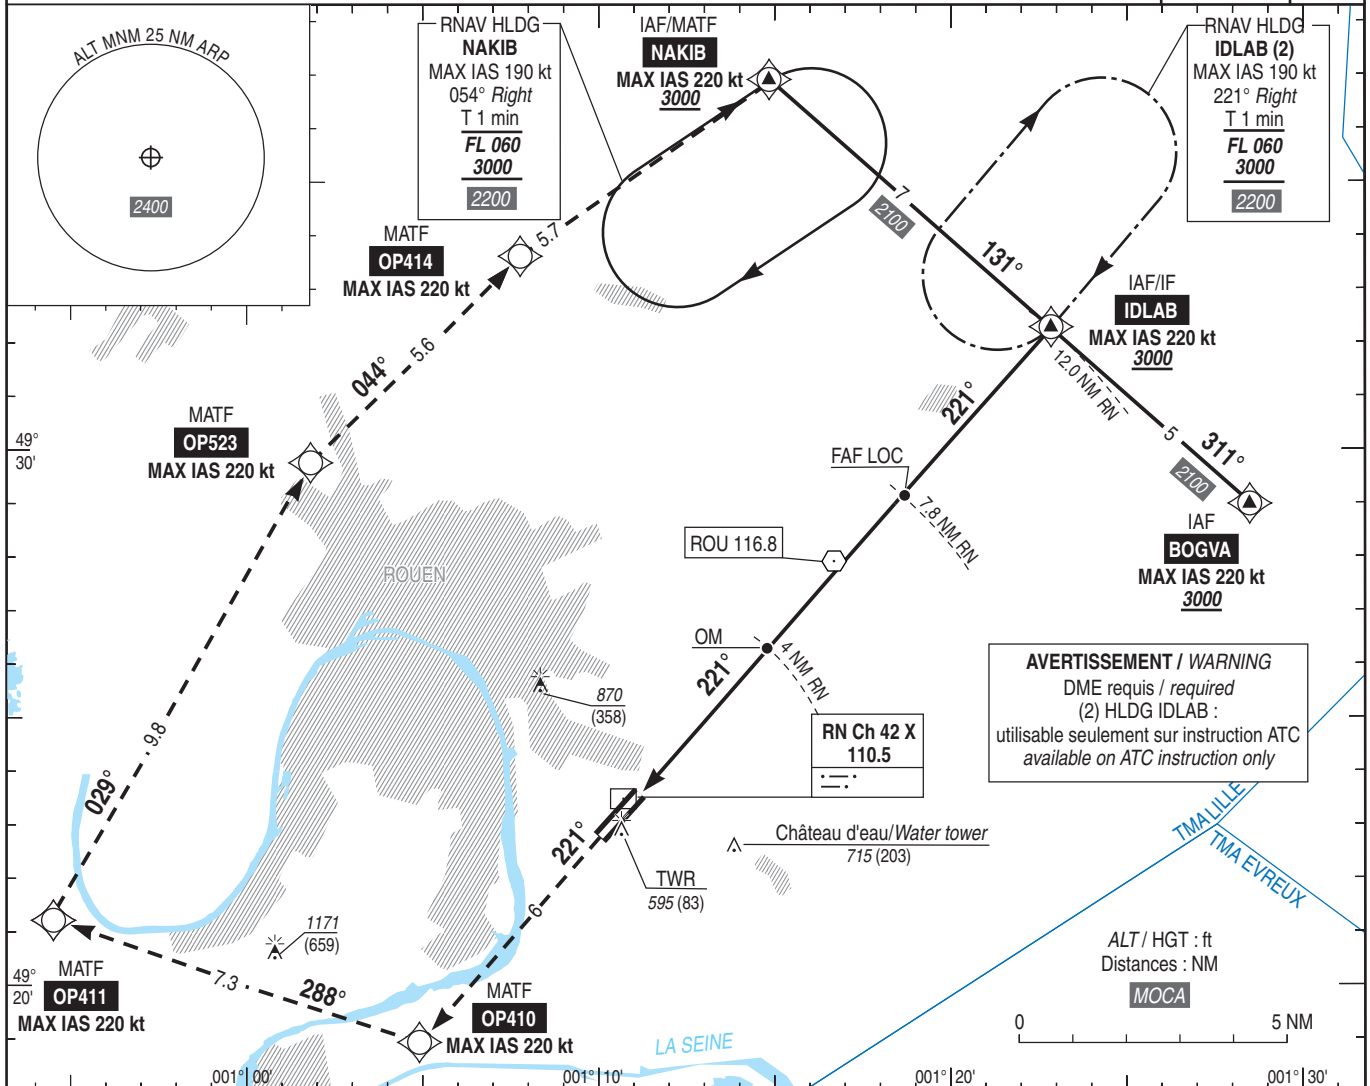 ALT MNM 25 NM ARP
2400
RNAV HLDG
NAKIB
MAX IAS 190 kt
054° Right
T 1 min
FL 060
3000
2200
IAF/MATF
NAKIB
MAX IAS 220 kt
3000
RNAV HLDG
IDLAB (2)
MAX IAS 190 kt
221° Right
T 1 min
FL 060
3000
2200
MATF
OP414
MAX IAS 220 kt
5.7
7
2100
131°
IAF/IF
IDLAB
MAX IAS 220 kt
3000
12.0 NM RN
044°
5.6
221°
5
311°
2100
MATF
OP523
MAX IAS 220 kt
49°
30'
FAF LOC
7.8 NM RN
IAF
BOGVA
MAX IAS 220 kt
3000
ROU 116.8
ROUEN
OM
4 NM RN
221°
870
(358)
RN Ch 42 X
110.5
AVERTISSEMENT / WARNING
DME requis / required
(2) HLDG IDLAB :
utilisable seulement sur instruction ATC
available on ATC instruction only
029°
9.8
TMA LILLE
TMA EVREUX
Château d'eau/Water tower
715 (203)
221°
TWR
595 (83)
6
1171
(659)
ALT / HGT : ft
Distances : NM
MOCA
0
5 NM
49°
20'
MATF
OP411
MAX IAS 220 kt
7.3
288°
MATF
OP410
MAX IAS 220 kt
LA SEINE
001° 00'
001° 10'
001° 20'
001° 30'